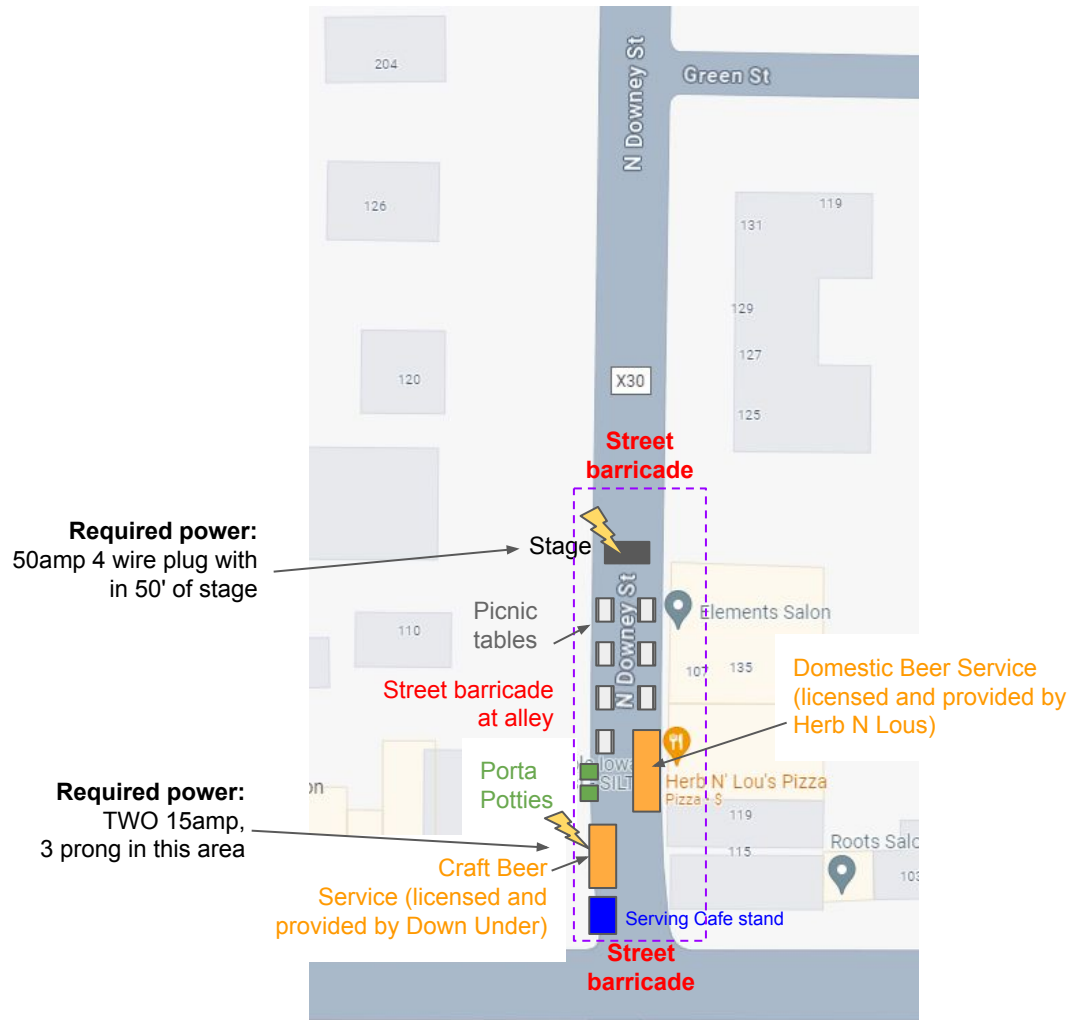 204
N Downey St
Green St
126
119
131
129
127
120
X30
125
Street
barricade
Required power:
50amp 4 wire plug with
in 50' of stage
Stage
Picnic
tables
N Downey St
Elements Salon
110
107
135
Domestic Beer Service
(licensed and provided by
Herb N Lous)
Street barricade
at alley
Porta
Potties
Herb N' Lou's Pizza
Pizza · $
on
Required power:
TWO 15amp,
3 prong in this area
119
115
Roots Salo
103
Craft Beer
Service (licensed and
provided by Down Under)
Serving Cafe stand
Street
barricade